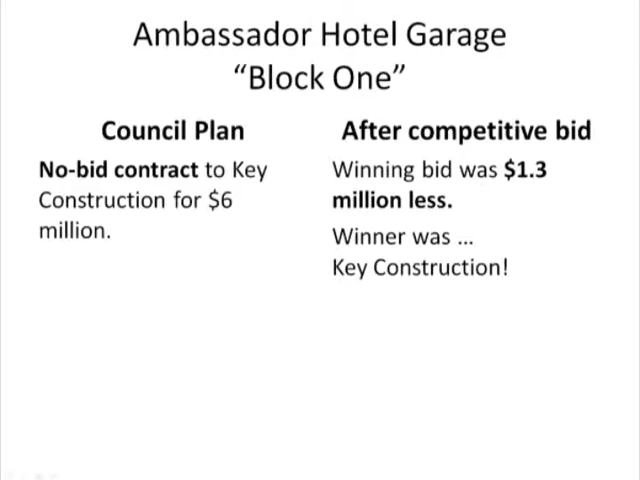 Ambassador Hotel Garage
“Block One”
Council Plan
No-bid contract to Key
Construction for $6
million.
After competitive bid
Winning bid was $1.3
million less.
Winner was ...
Key Construction!